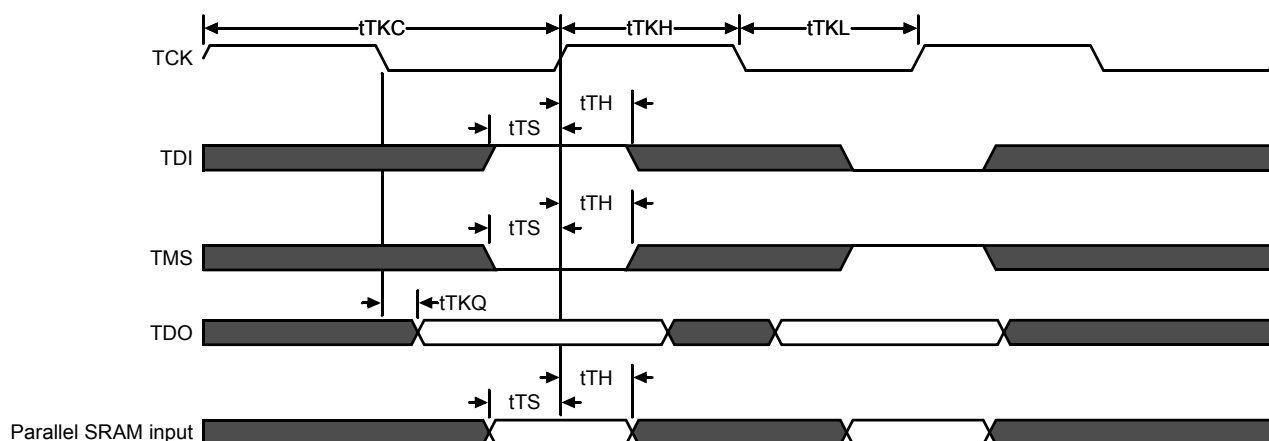 tTKC tTKH tTKL
TCK
tTH
tTS
TDI
tTH
tTS
TMS
tTKQ
TDO
tTH
tTS
Parallel SRAM input